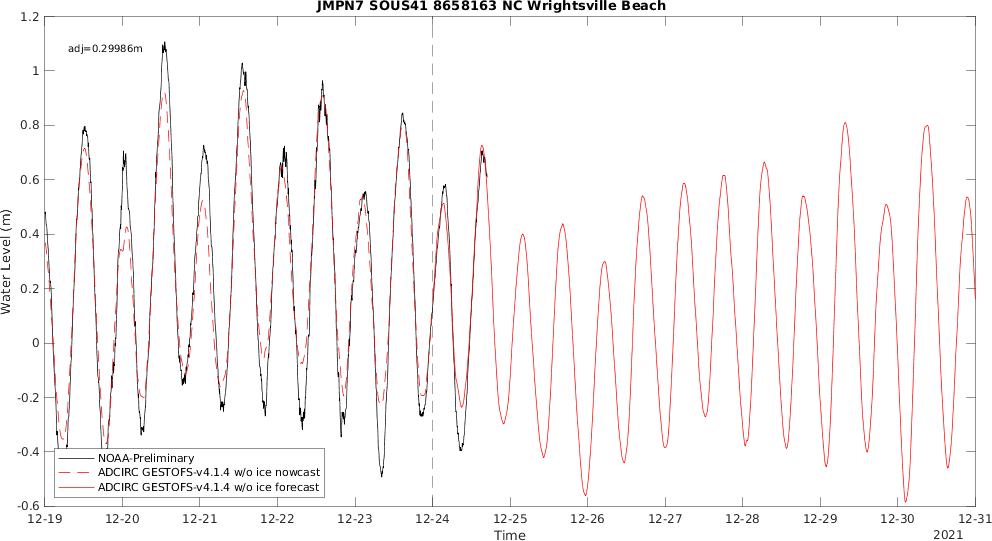 JMPN7 SOUS41 8658163 NC Wrightsville Beach
adj=0.29986m
Water Level (m)
1.2
1
0.8
0.6
0.4
0.2
0
-0.2
-0.4
-0.6
NOAA-Preliminary
ADCIRC GESTOFS-v4.1.4 w/o ice nowcast
ADCIRC GESTOFS-v4.1.4 w/o ice forecast
12-19 12-20 12-21 12-22 12-23 12-24 12-25 12-26 12-27 12-28 12-29 12-30 12-31
Time
2021